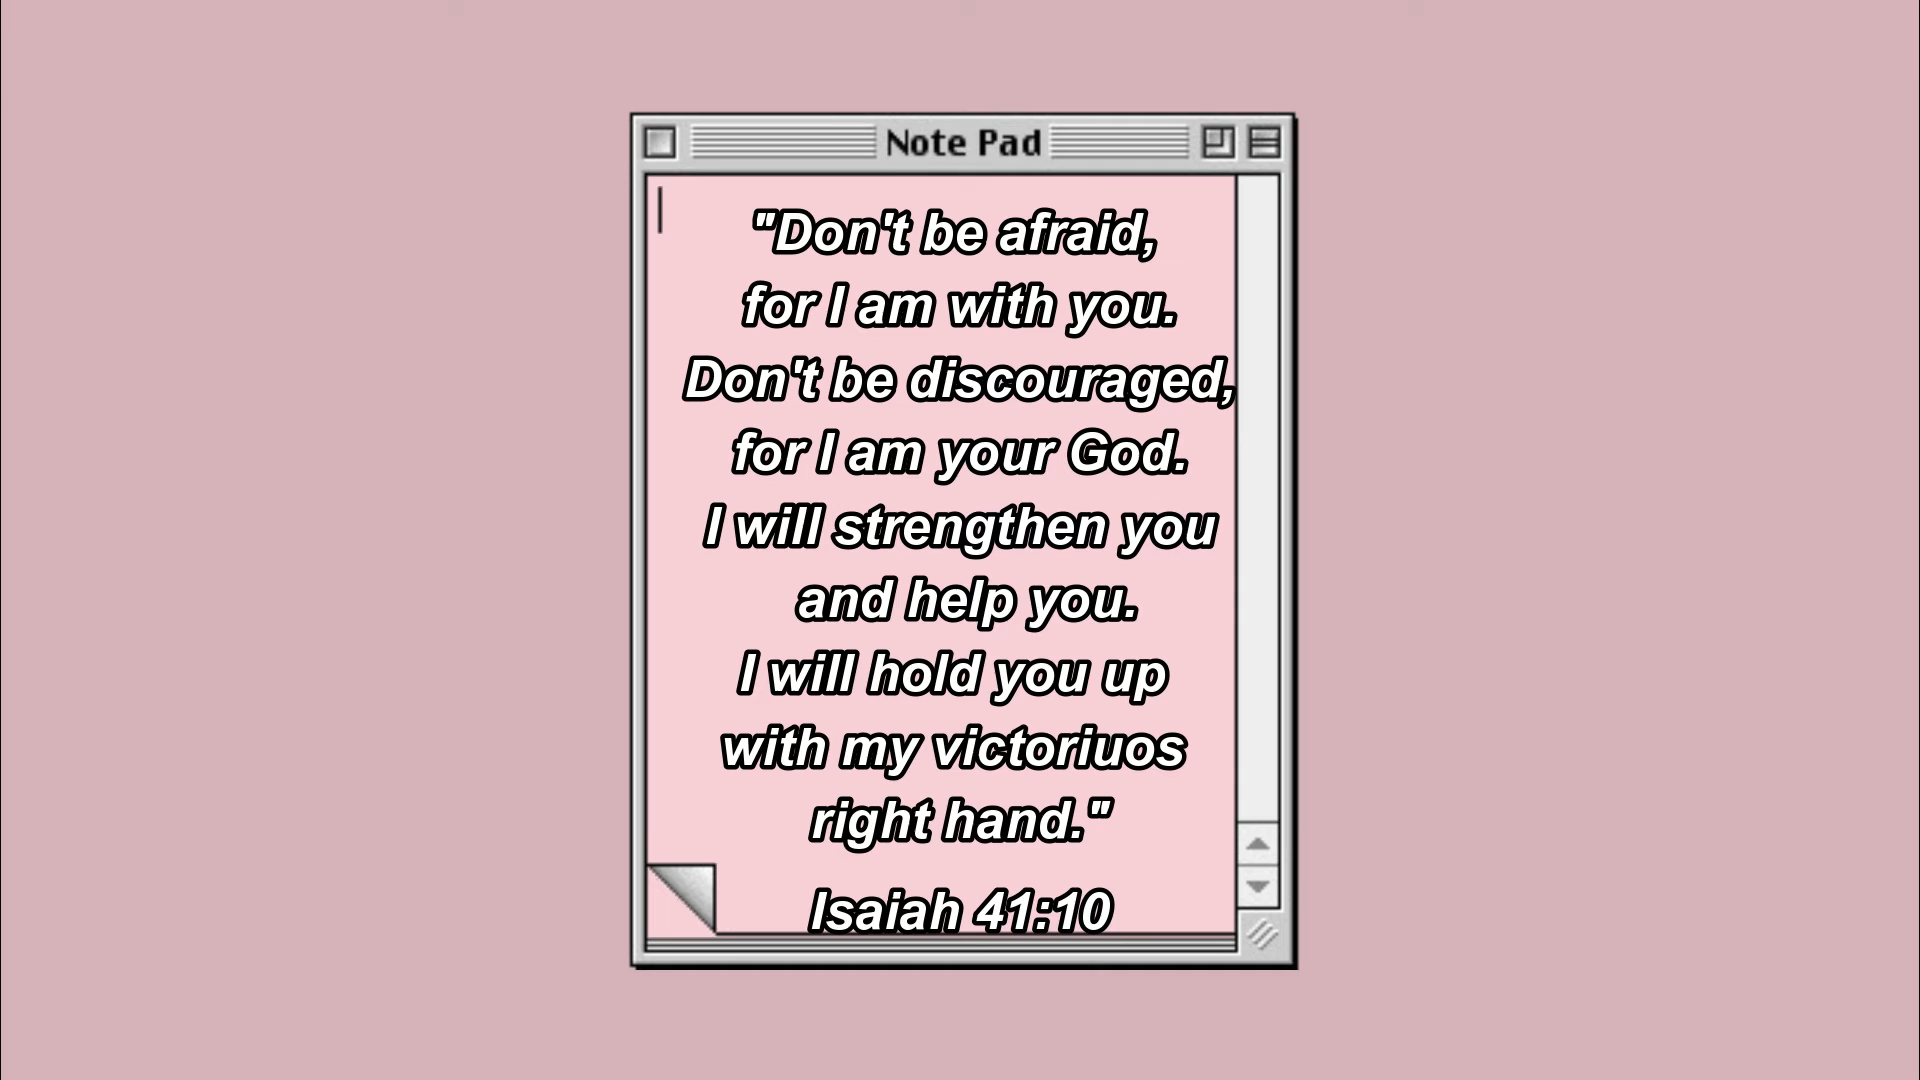 Note Pad
"Don't be afraid,
for I am with you.
Don't be discouraged,
for I am your God.
I will strengthen you
and help you.
I will hold you up
with my victoriuos
right hand."
Isaiah 41:10